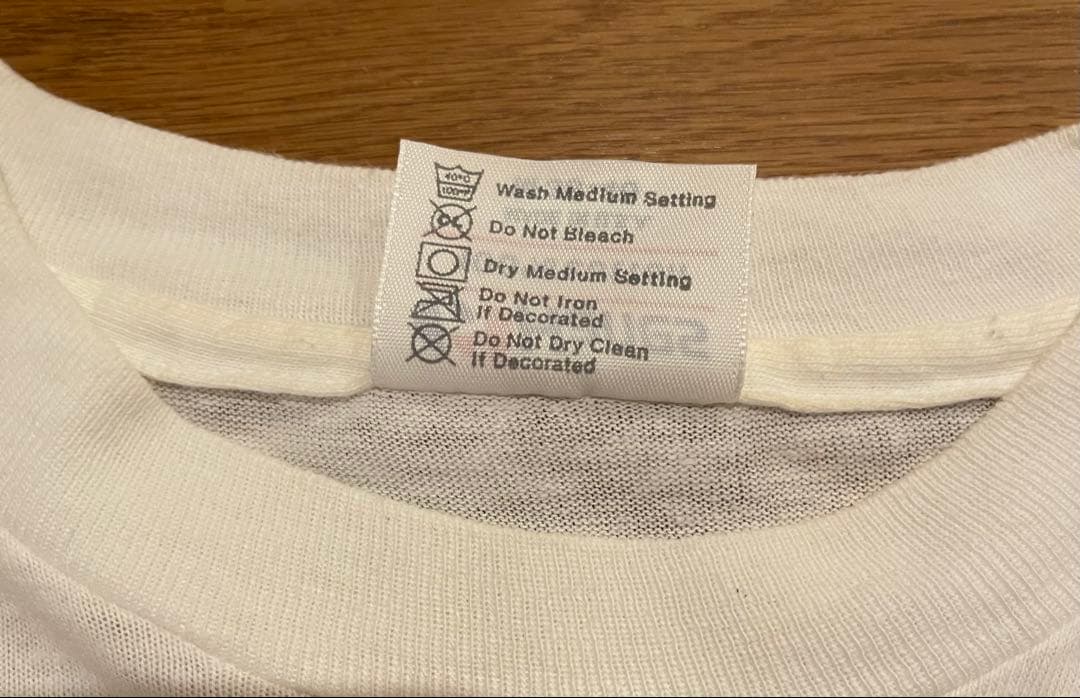 40°C
100°F
Wash Medium Setting
CL
Do Not Bleach
Dry Medium Setting
Do Not Iron
If Decorated
Do Not Dry Clean
If Decorated